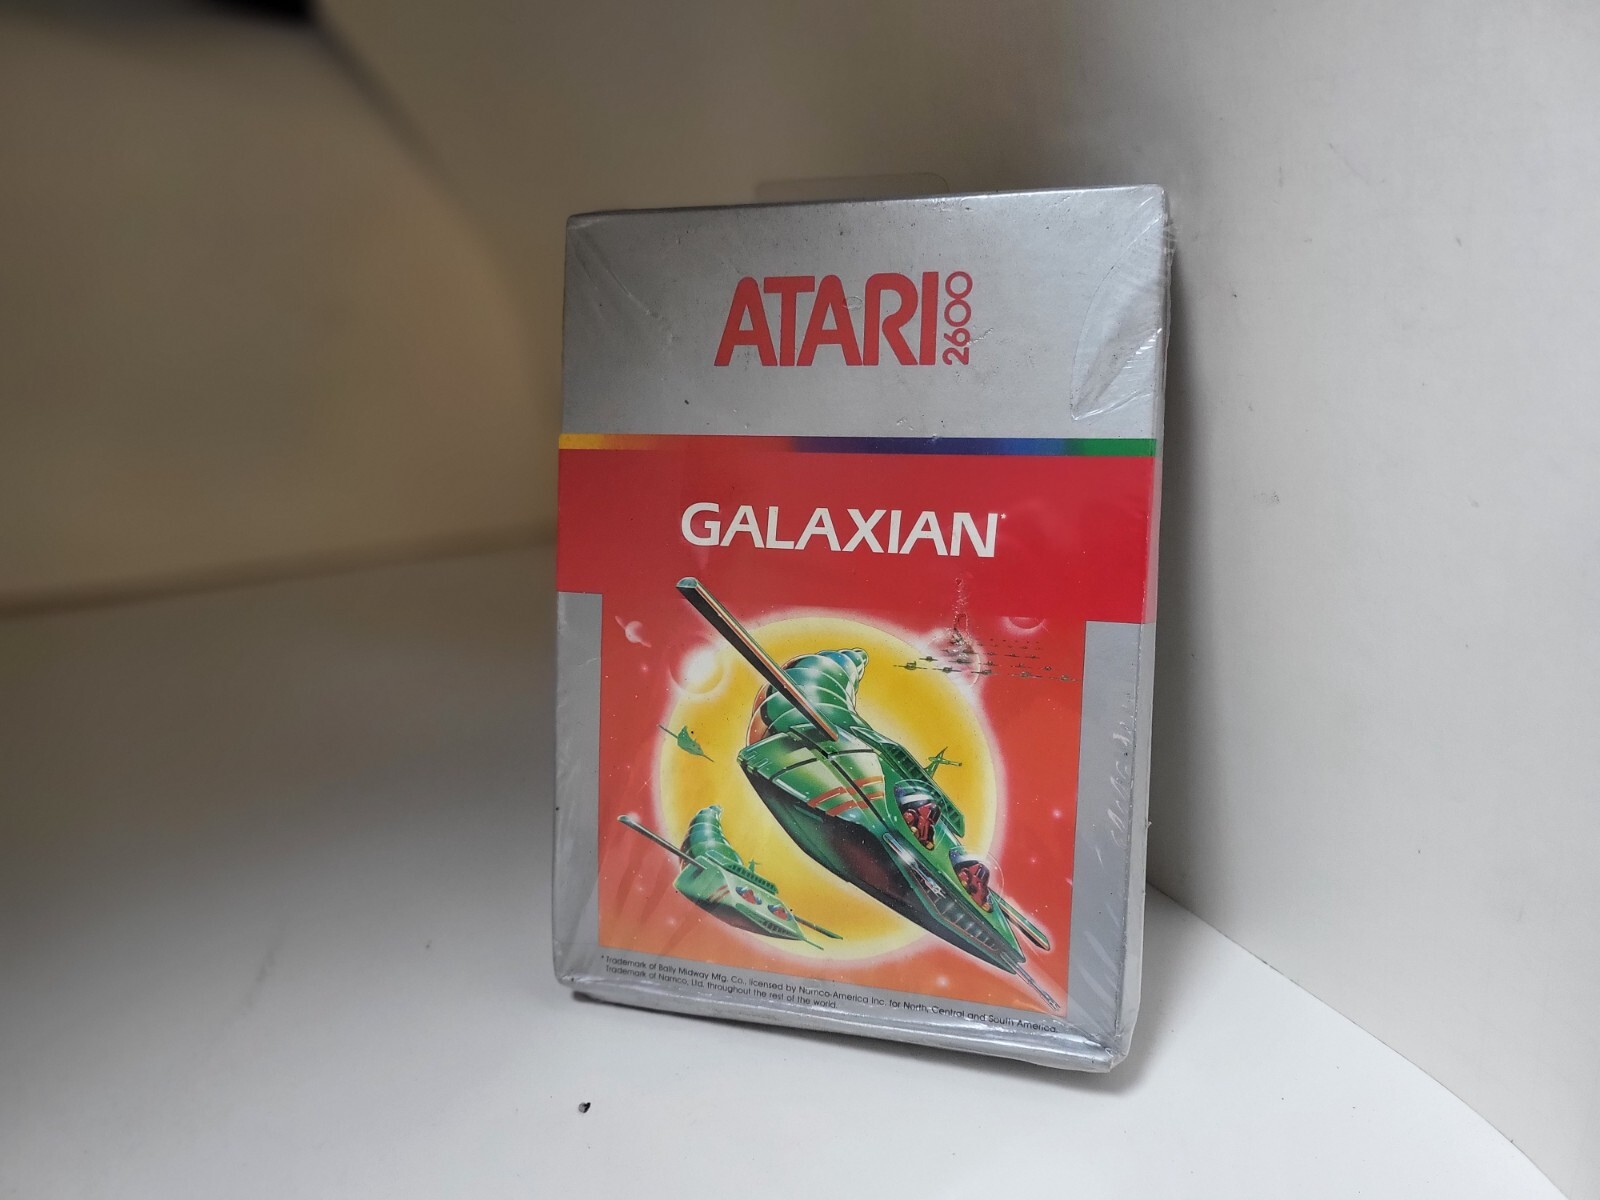 ATARI 2600
GALAXIAN*
* Trademark of Bally Midway Mfg. Co., licensed by Namco-America Inc. for North, Central and South America.
Trademark of Namco, Ltd. throughout the rest of the world.